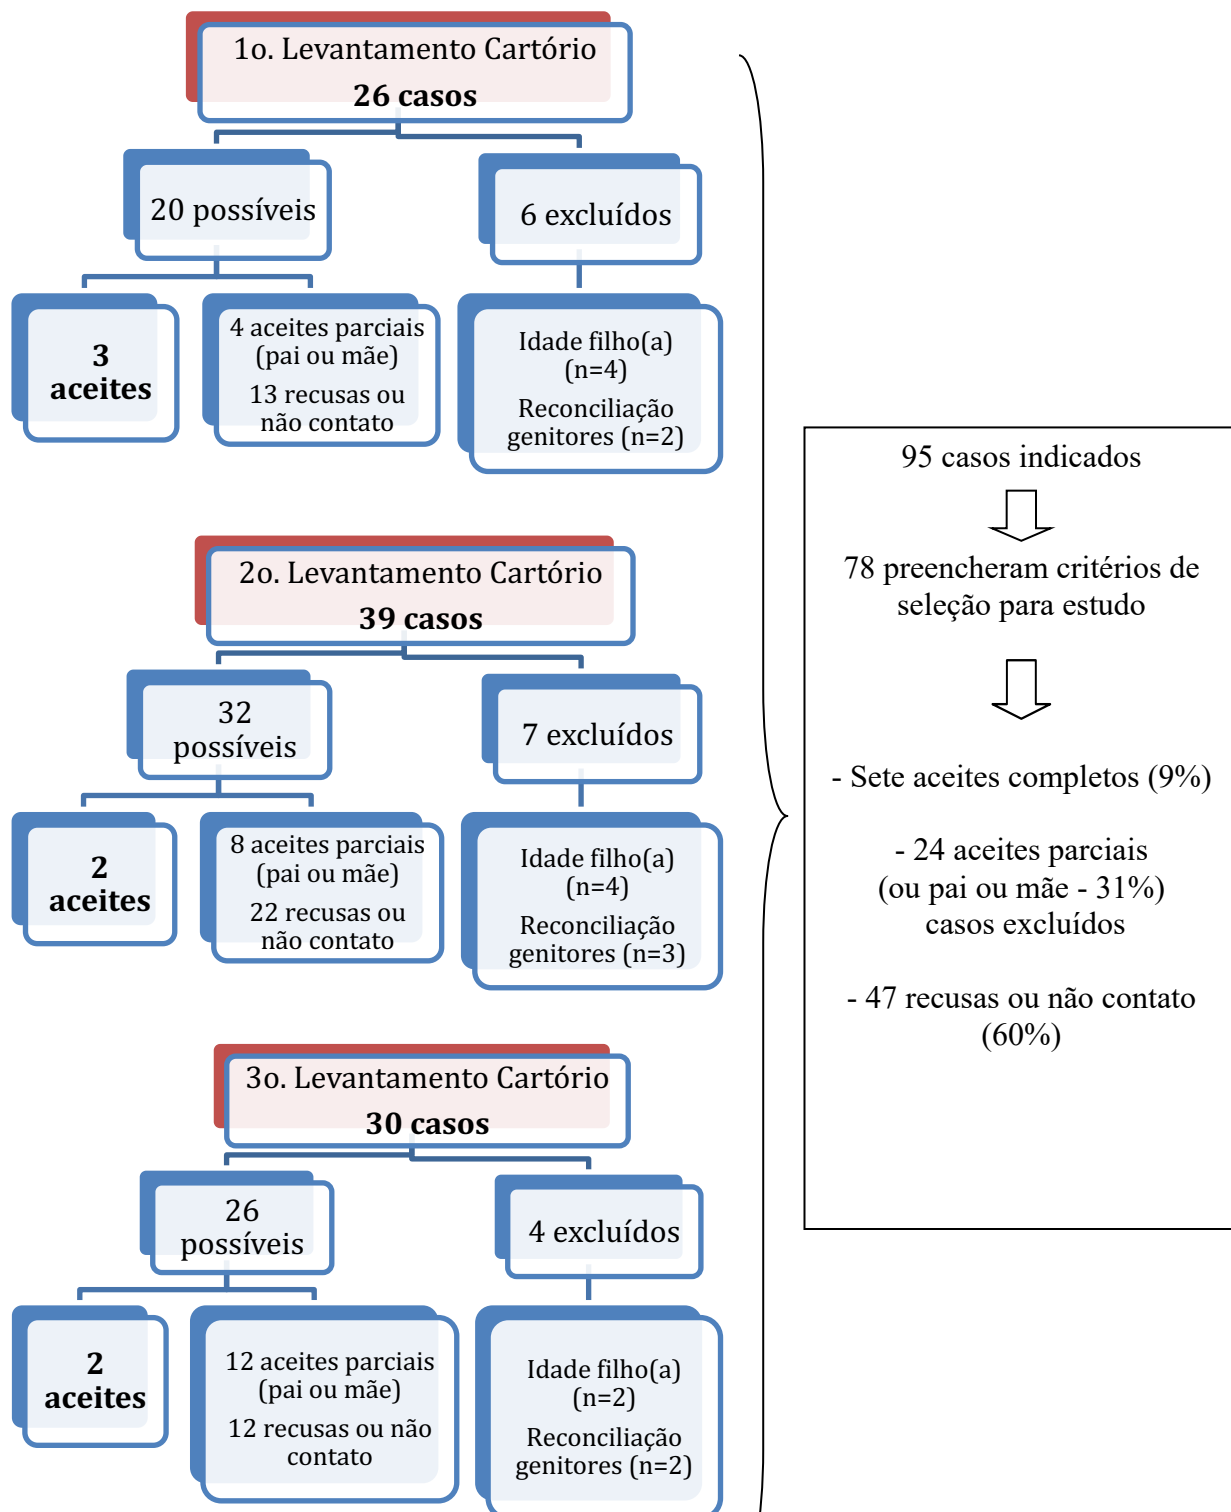 1o. Levantamento Cartório
26 casos
20 possíveis
6 excluídos
3
aceites
4 aceites parciais
(pai ou mãe)
13 recusas ou
não contato
Idade filho(a)
(n=4)
Reconciliação
genitores (n=2)
2o. Levantamento Cartório
39 casos
32
possíveis
7 excluídos
2
aceites
8 aceites parciais
(pai ou mãe)
22 recusas ou
não contato
Idade filho(a)
(n=4)
Reconciliação
genitores (n=3)
3o. Levantamento Cartório
30 casos
26
possíveis
4 excluídos
2
aceites
12 aceites parciais
(pai ou mãe)
12 recusas ou não
contato
Idade filho(a)
(n=2)
Reconciliação
genitores (n=2)
95 casos indicados
78 preencheram critérios de
seleção para estudo
- Sete aceites completos (9%)
- 24 aceites parciais
(ou pai ou mãe - 31%)
casos excluídos
- 47 recusas ou não contato
(60%)